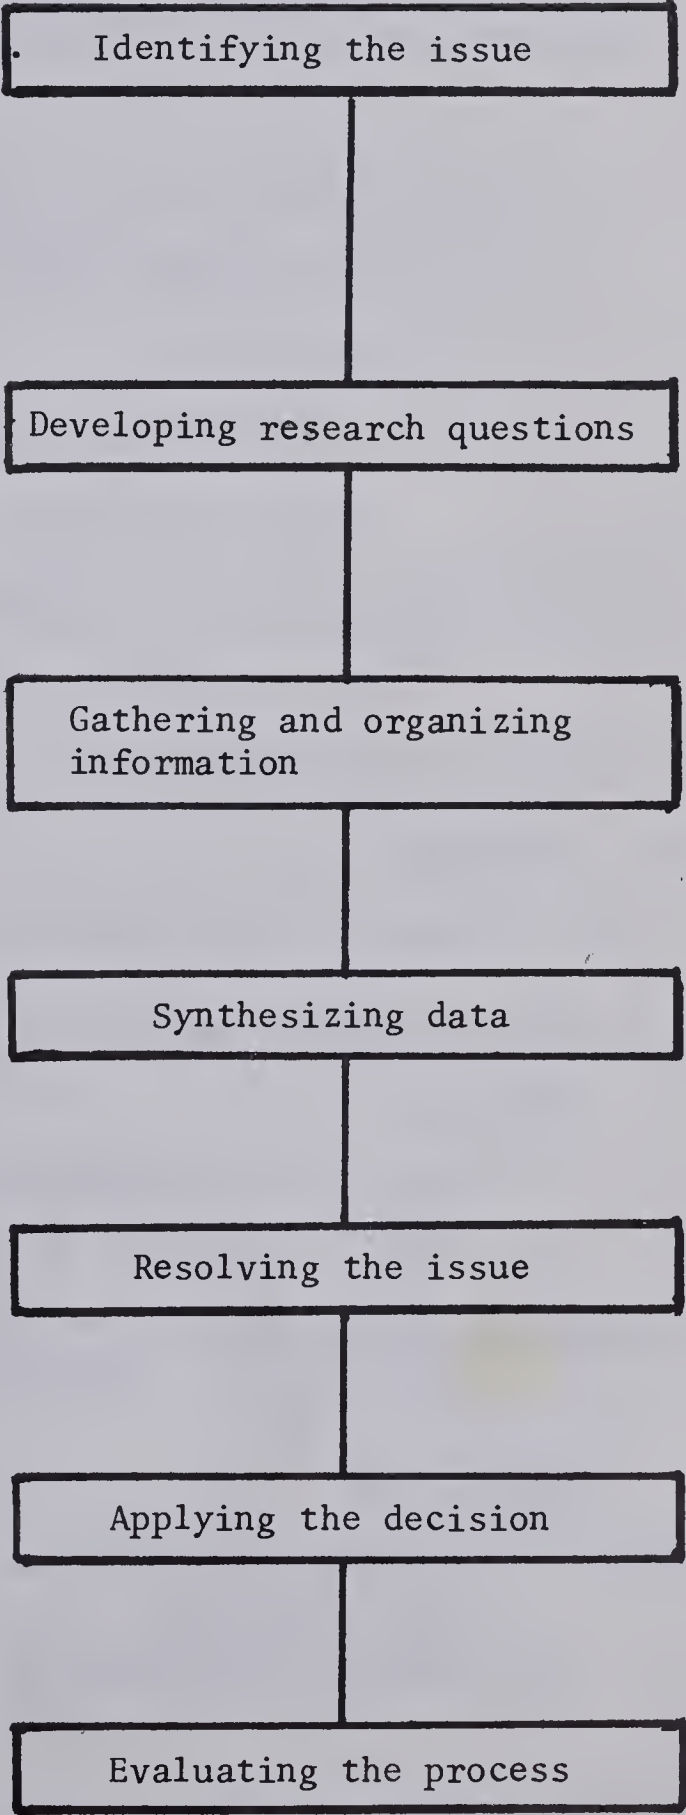 Identifying the issue
Developing research questions
Gathering and organizing
information
Synthesizing data
Resolving the issue
Applying the decision
Evaluating the process